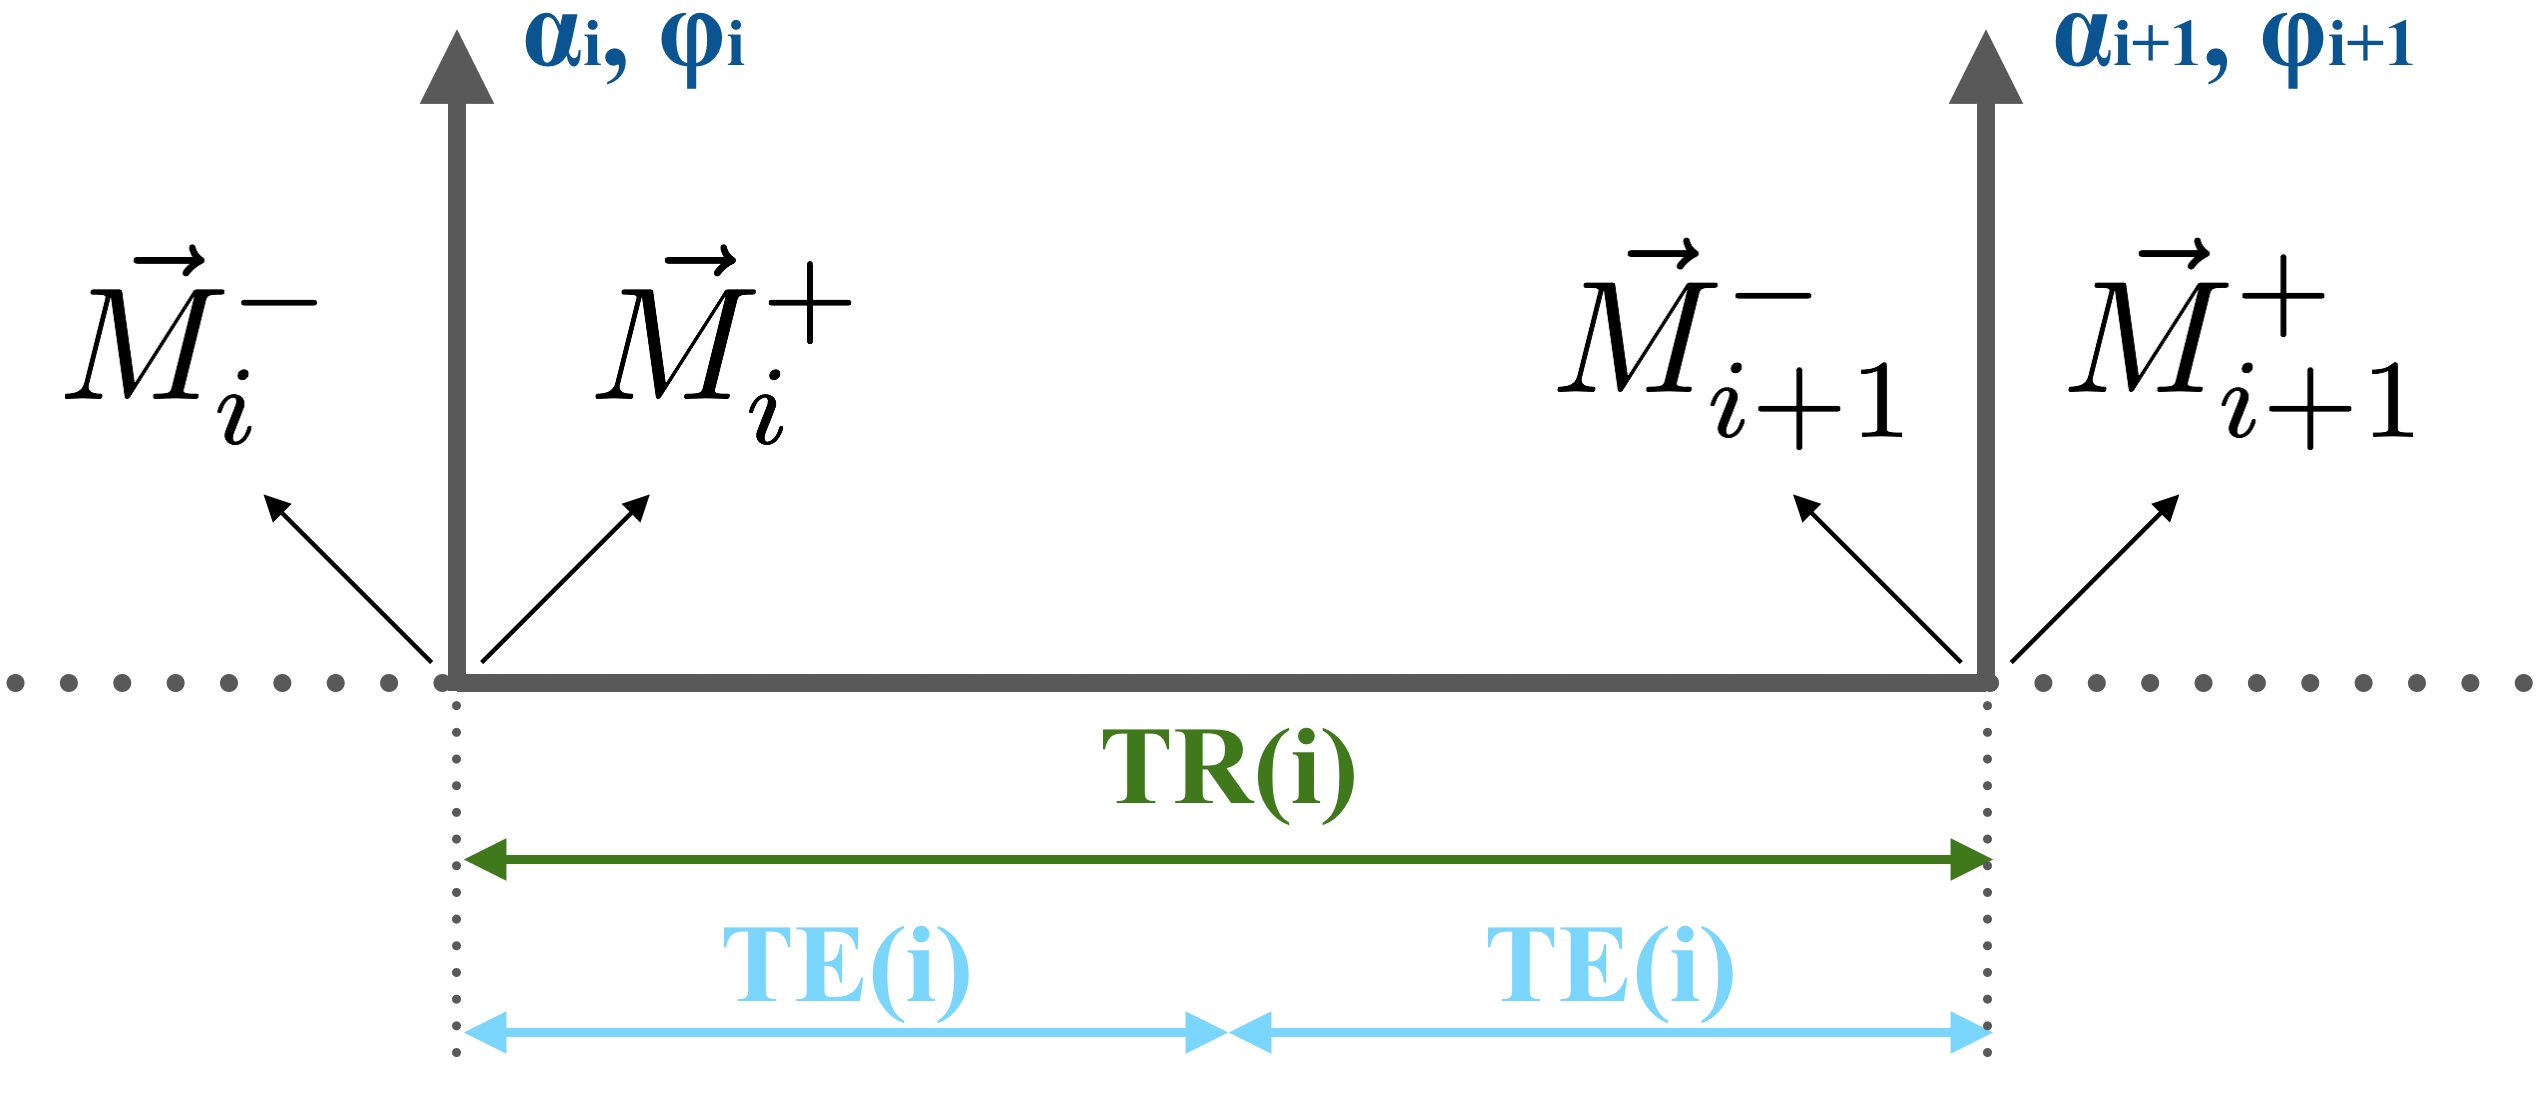 αi, φi αi+1, φi+1
M⃗ᵢ⁻ M⃗ᵢ⁺ M⃗ᵢ₊₁⁻ M⃗ᵢ₊₁⁺
TR(i)
TE(i) TE(i)